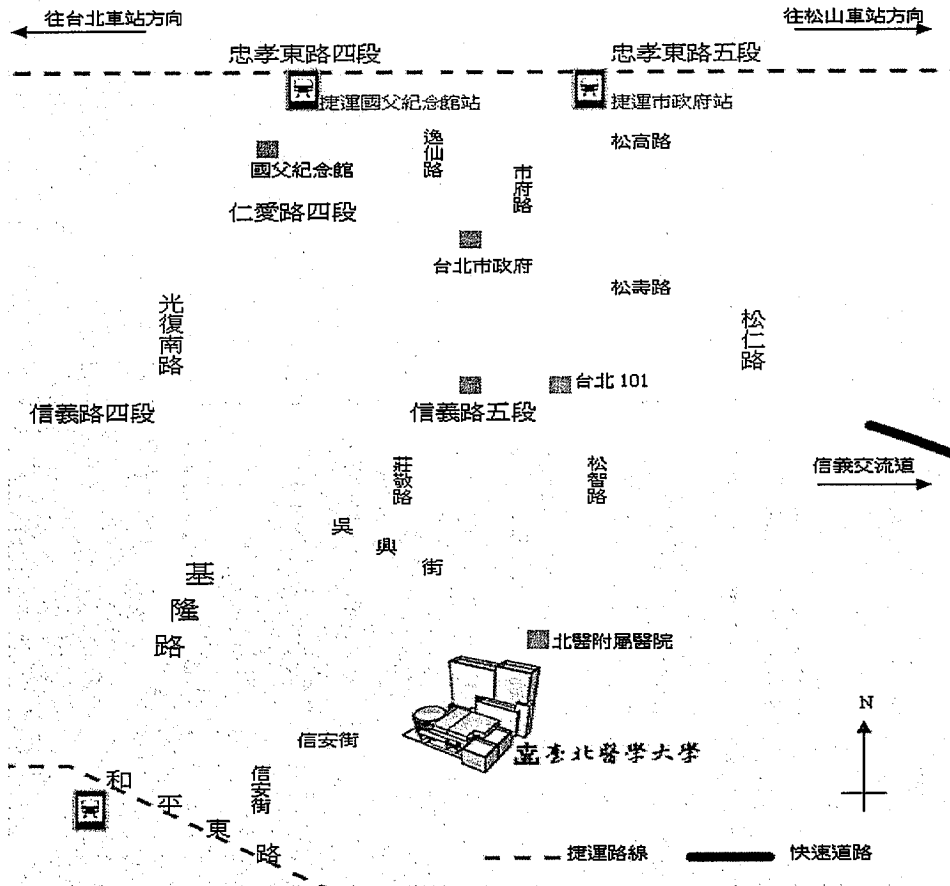 往台北車站方向
往松山車站方向
忠孝東路四段
忠孝東路五段
捷運國父紀念館站
捷運市政府站
逸仙路
松高路
國父紀念館
市府路
仁愛路四段
台北市政府
松壽路
光復南路
松仁路
台北 101
信義路四段
信義路五段
莊敬路
松智路
信義交流道
吳興街
基隆路
北醫附屬醫院
N
信安街
臺北醫學大學
信安街
和平東路
捷運路線
快速道路